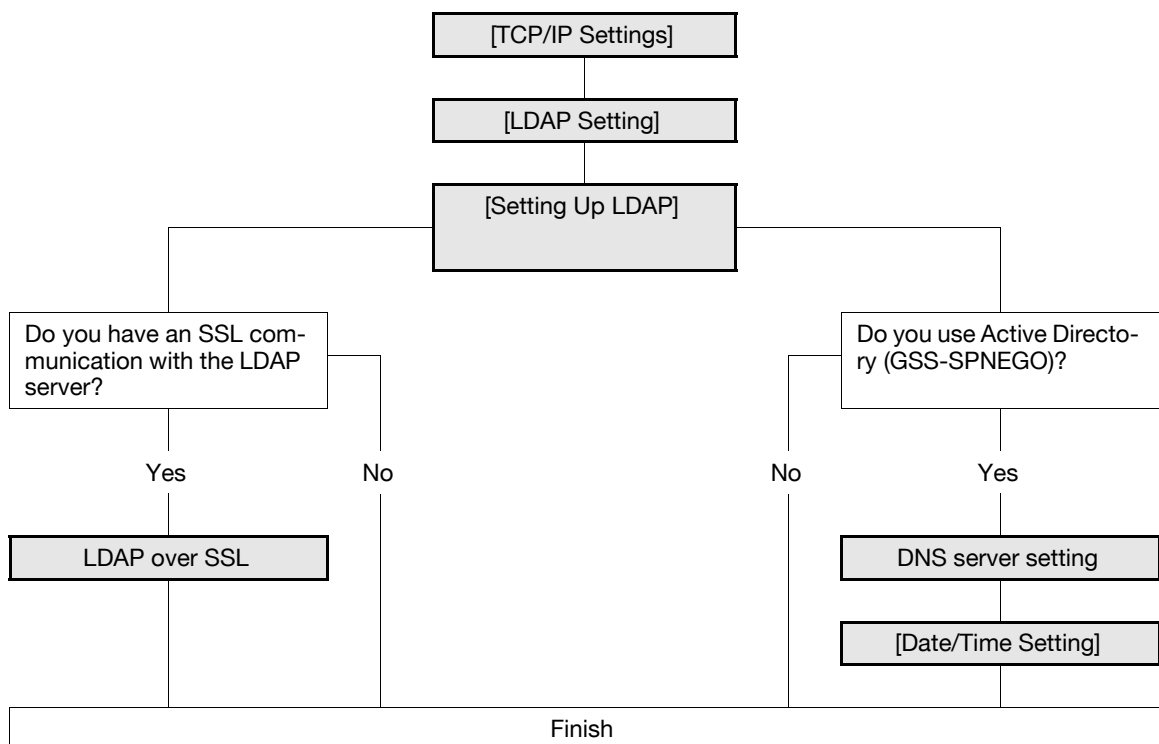 [TCP/IP Settings]
[LDAP Setting]
[Setting Up LDAP]
Do you have an SSL com-
munication with the LDAP
server?
Do you use Active Directo-
ry (GSS-SPNEGO)?
Yes
No
No
Yes
LDAP over SSL
DNS server setting
[Date/Time Setting]
Finish